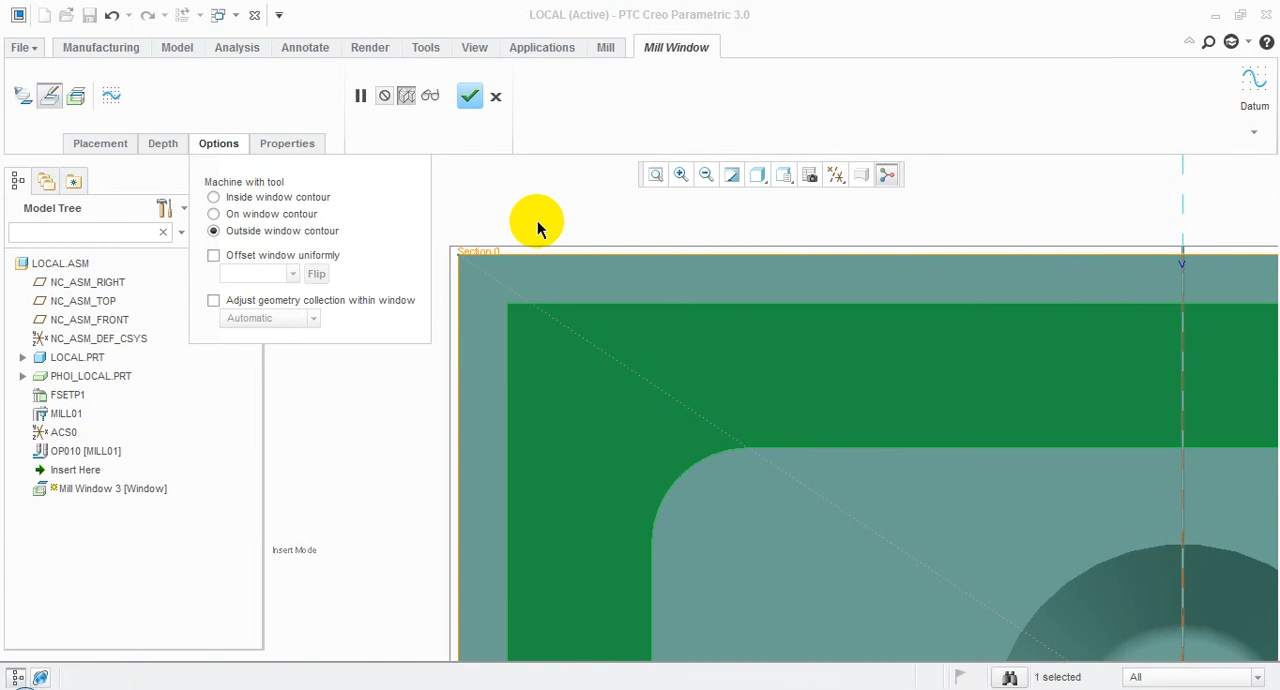 LOCAL (Active) - PTC Creo Parametric 3.0
File Manufacturing Model Analysis Annotate Render Tools View Applications Mill Mill Window
Datum
Placement Depth Options Properties
Machine with tool
Inside window contour
On window contour
Outside window contour
Offset window uniformly
Flip
Adjust geometry collection within window
Automatic
Model Tree
LOCAL.ASM
NC_ASM_RIGHT
NC_ASM_TOP
NC_ASM_FRONT
NC_ASM_DEF_CSYS
LOCAL.PRT
PHOI_LOCAL.PRT
FSETP1
MILL01
ACS0
OP010 [MILL01]
Insert Here
Mill Window 3 [Window]
Section 0
V
Insert Mode
1 selected
All